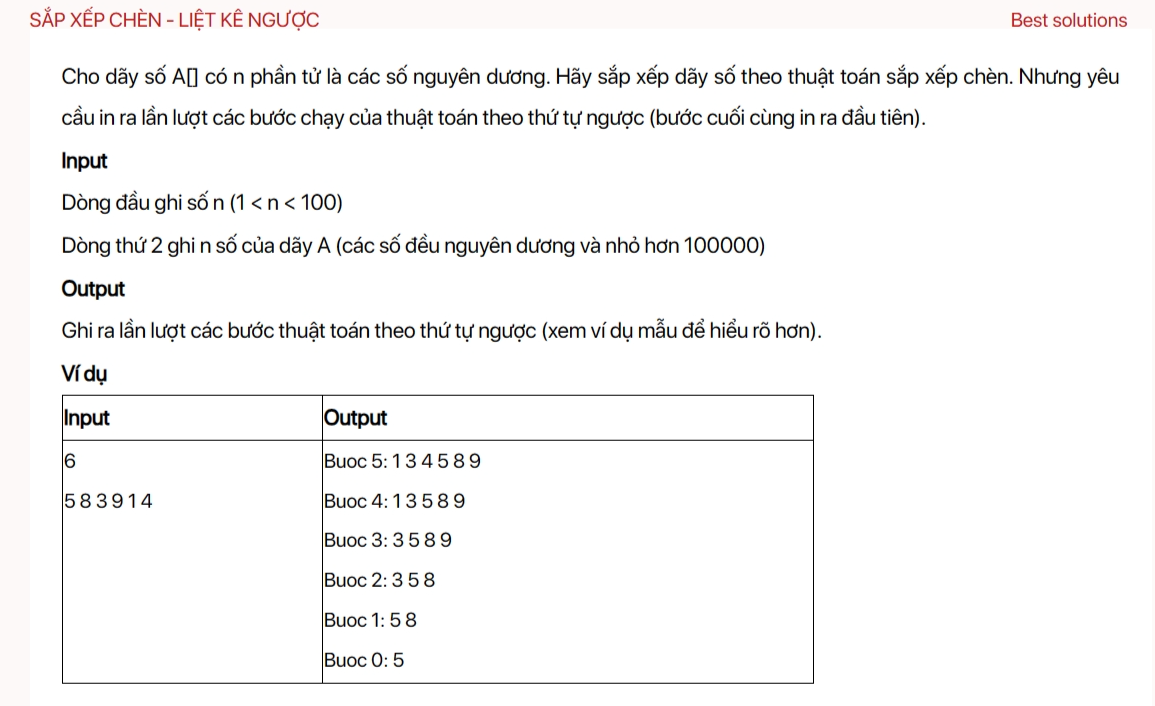 SẮP XẾP CHÈN - LIỆT KÊ NGƯỢC
Best solutions
Cho dãy số A[] có n phần tử là các số nguyên dương. Hãy sắp xếp dãy số theo thuật toán sắp xếp chèn. Nhưng yêu
cầu in ra lần lượt các bước chạy của thuật toán theo thứ tự ngược (bước cuối cùng in ra đầu tiên).
Input
Dòng đầu ghi số n (1 < n < 100)
Dòng thứ 2 ghi n số của dãy A (các số đều nguyên dương và nhỏ hơn 100000)
Output
Ghi ra lần lượt các bước thuật toán theo thứ tự ngược (xem ví dụ mẫu để hiểu rõ hơn).
Ví dụ
Input
Output
6
5 8 3 9 1 4
Buoc 5: 1 3 4 5 8 9
Buoc 4: 1 3 5 8 9
Buoc 3: 3 5 8 9
Buoc 2: 3 5 8
Buoc 1: 5 8
Buoc 0: 5